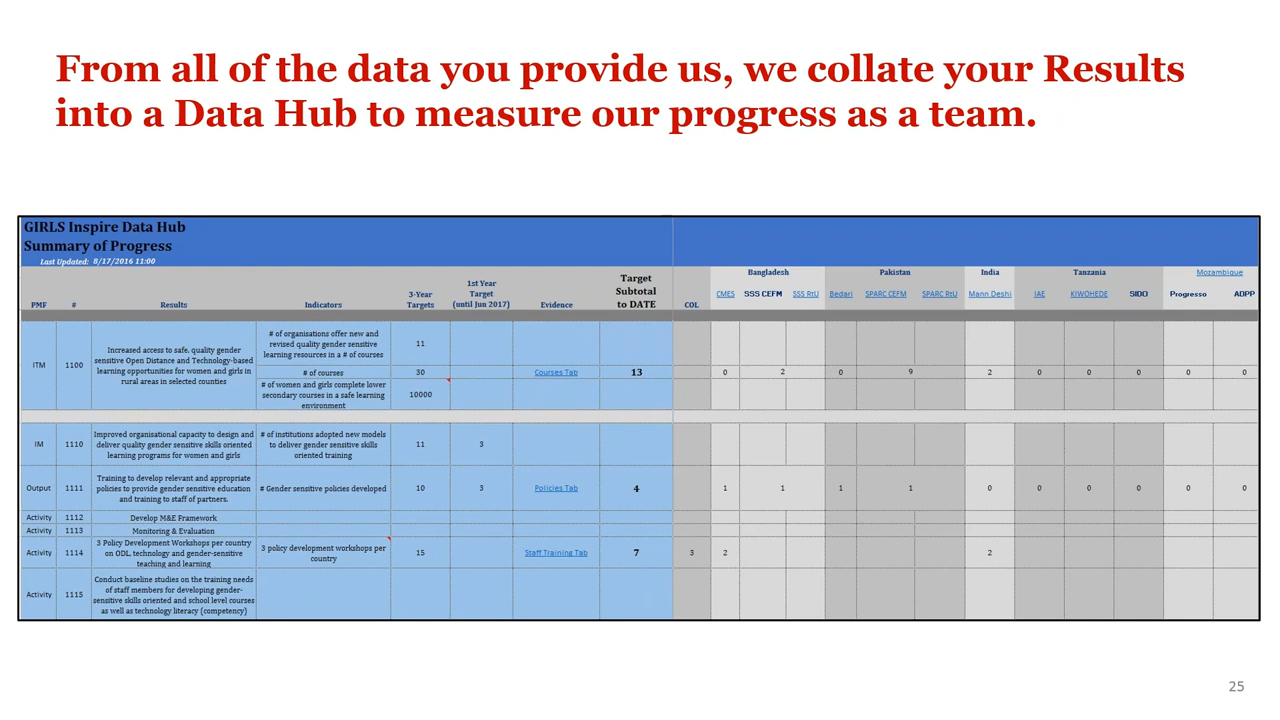 From all of the data you provide us, we collate your Results
into a Data Hub to measure our progress as a team.
GIRLS Inspire Data Hub
Summary of Progress
Last Updated: 8/17/2016 11:00
Bangladesh Pakistan India Tanzania Mozambique
PMF # Results Indicators 3-Year Targets 1st Year Target (until Jun 2017) Evidence Target Subtotal to DATE COL CMES SSS CEFM SSS RtU Bedari SPARC CEFM SPARC RtU Mann Deshi IAE KIWOHEDE SIDO Progresso ADPP
ITM 1100
Increased access to safe, quality gender
sensitive Open Distance and Technology-based
learning opportunities for women and girls in
rural areas in selected counties
# of organisations offer new and
revised quality gender sensitive
learning resources in a # of courses
11
# of courses 30 Courses Tab 13 0 2 0 9 2 0 0 0 0 0
# of women and girls complete lower
secondary courses in a safe learning
environment
10000
IM 1110
Improved organisational capacity to design and
deliver quality gender sensitive skills oriented
learning programs for women and girls
# of institutions adopted new models
to deliver gender sensitive skills
oriented training
11 3
Output 1111
Training to develop relevant and appropriate
policies to provide gender sensitive education
and training to staff of partners.
# Gender sensitive policies developed 10 3 Policies Tab 4 1 1 1 1 0 0 0 0 0 0
Activity 1112 Develop M&E Framework
Activity 1113 Monitoring & Evaluation
Activity 1114
3 Policy Development Workshops per country
on ODL, technology and gender-sensitive
teaching and learning
3 policy development workshops per
country
15 Staff Training Tab 7 3 2 2
Activity 1115
Conduct baseline studies on the training needs
of staff members for developing gender-
sensitive skills oriented and school level courses
as well as technology literacy (competency)
25